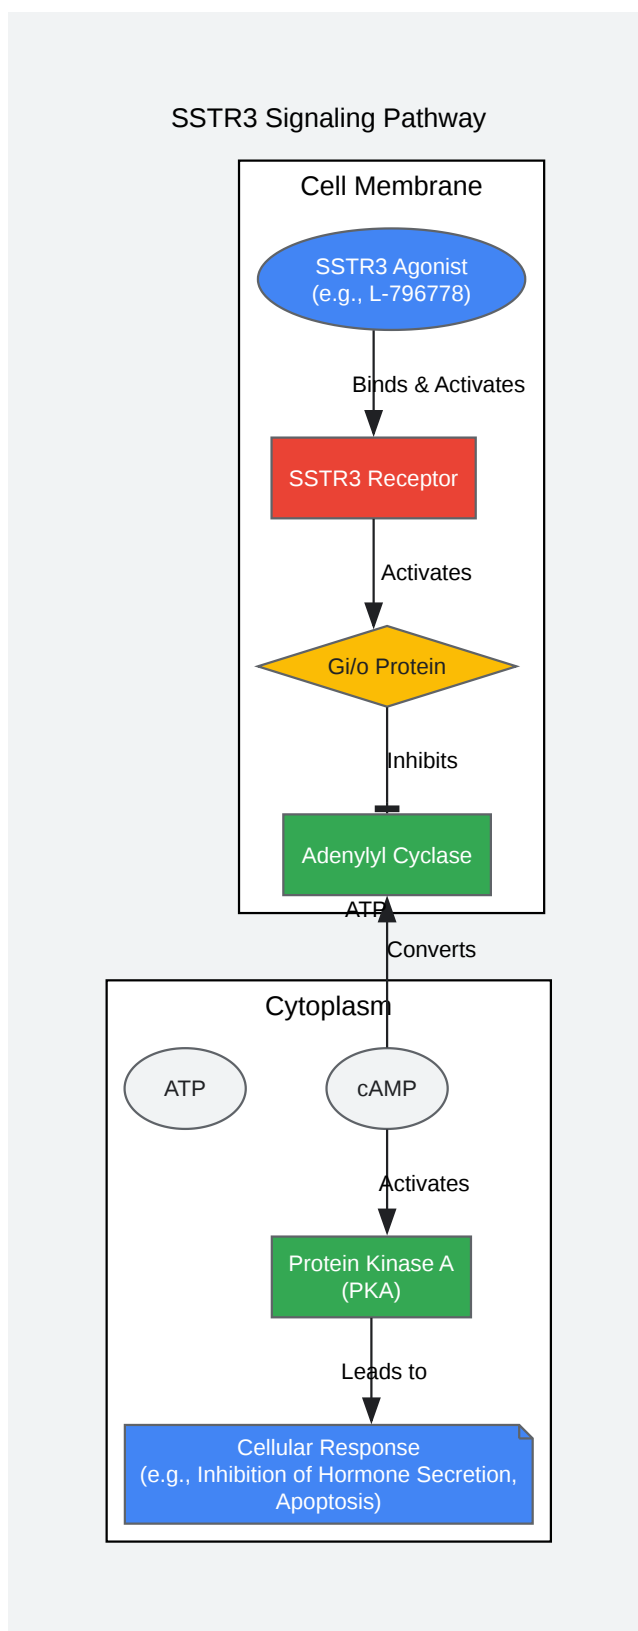 SSTR3 Signaling Pathway
Cell Membrane
SSTR3 Agonist
(e.g., L-796778)
Binds & Activates
SSTR3 Receptor
Activates
Gi/o Protein
Inhibits
Adenylyl Cyclase
ATP
Converts
Cytoplasm
ATP
cAMP
Activates
Protein Kinase A
(PKA)
Leads to
Cellular Response
(e.g., Inhibition of Hormone Secretion,
Apoptosis)